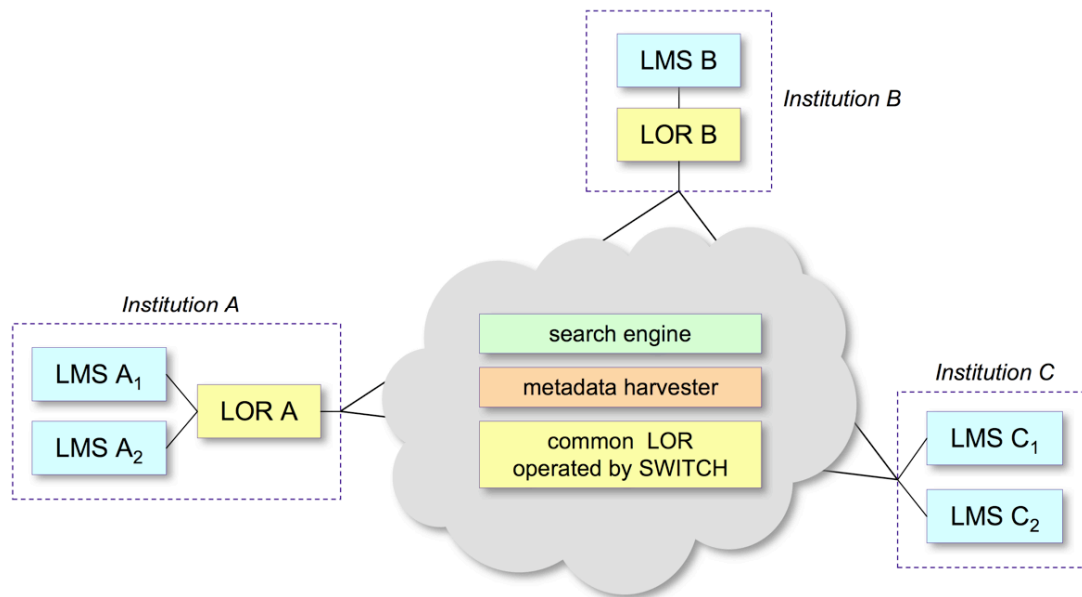 LMS B
LOR B
Institution B
Institution A
LMS A₁
LMS A₂
LOR A
search engine
metadata harvester
common LOR
operated by SWITCH
Institution C
LMS C₁
LMS C₂